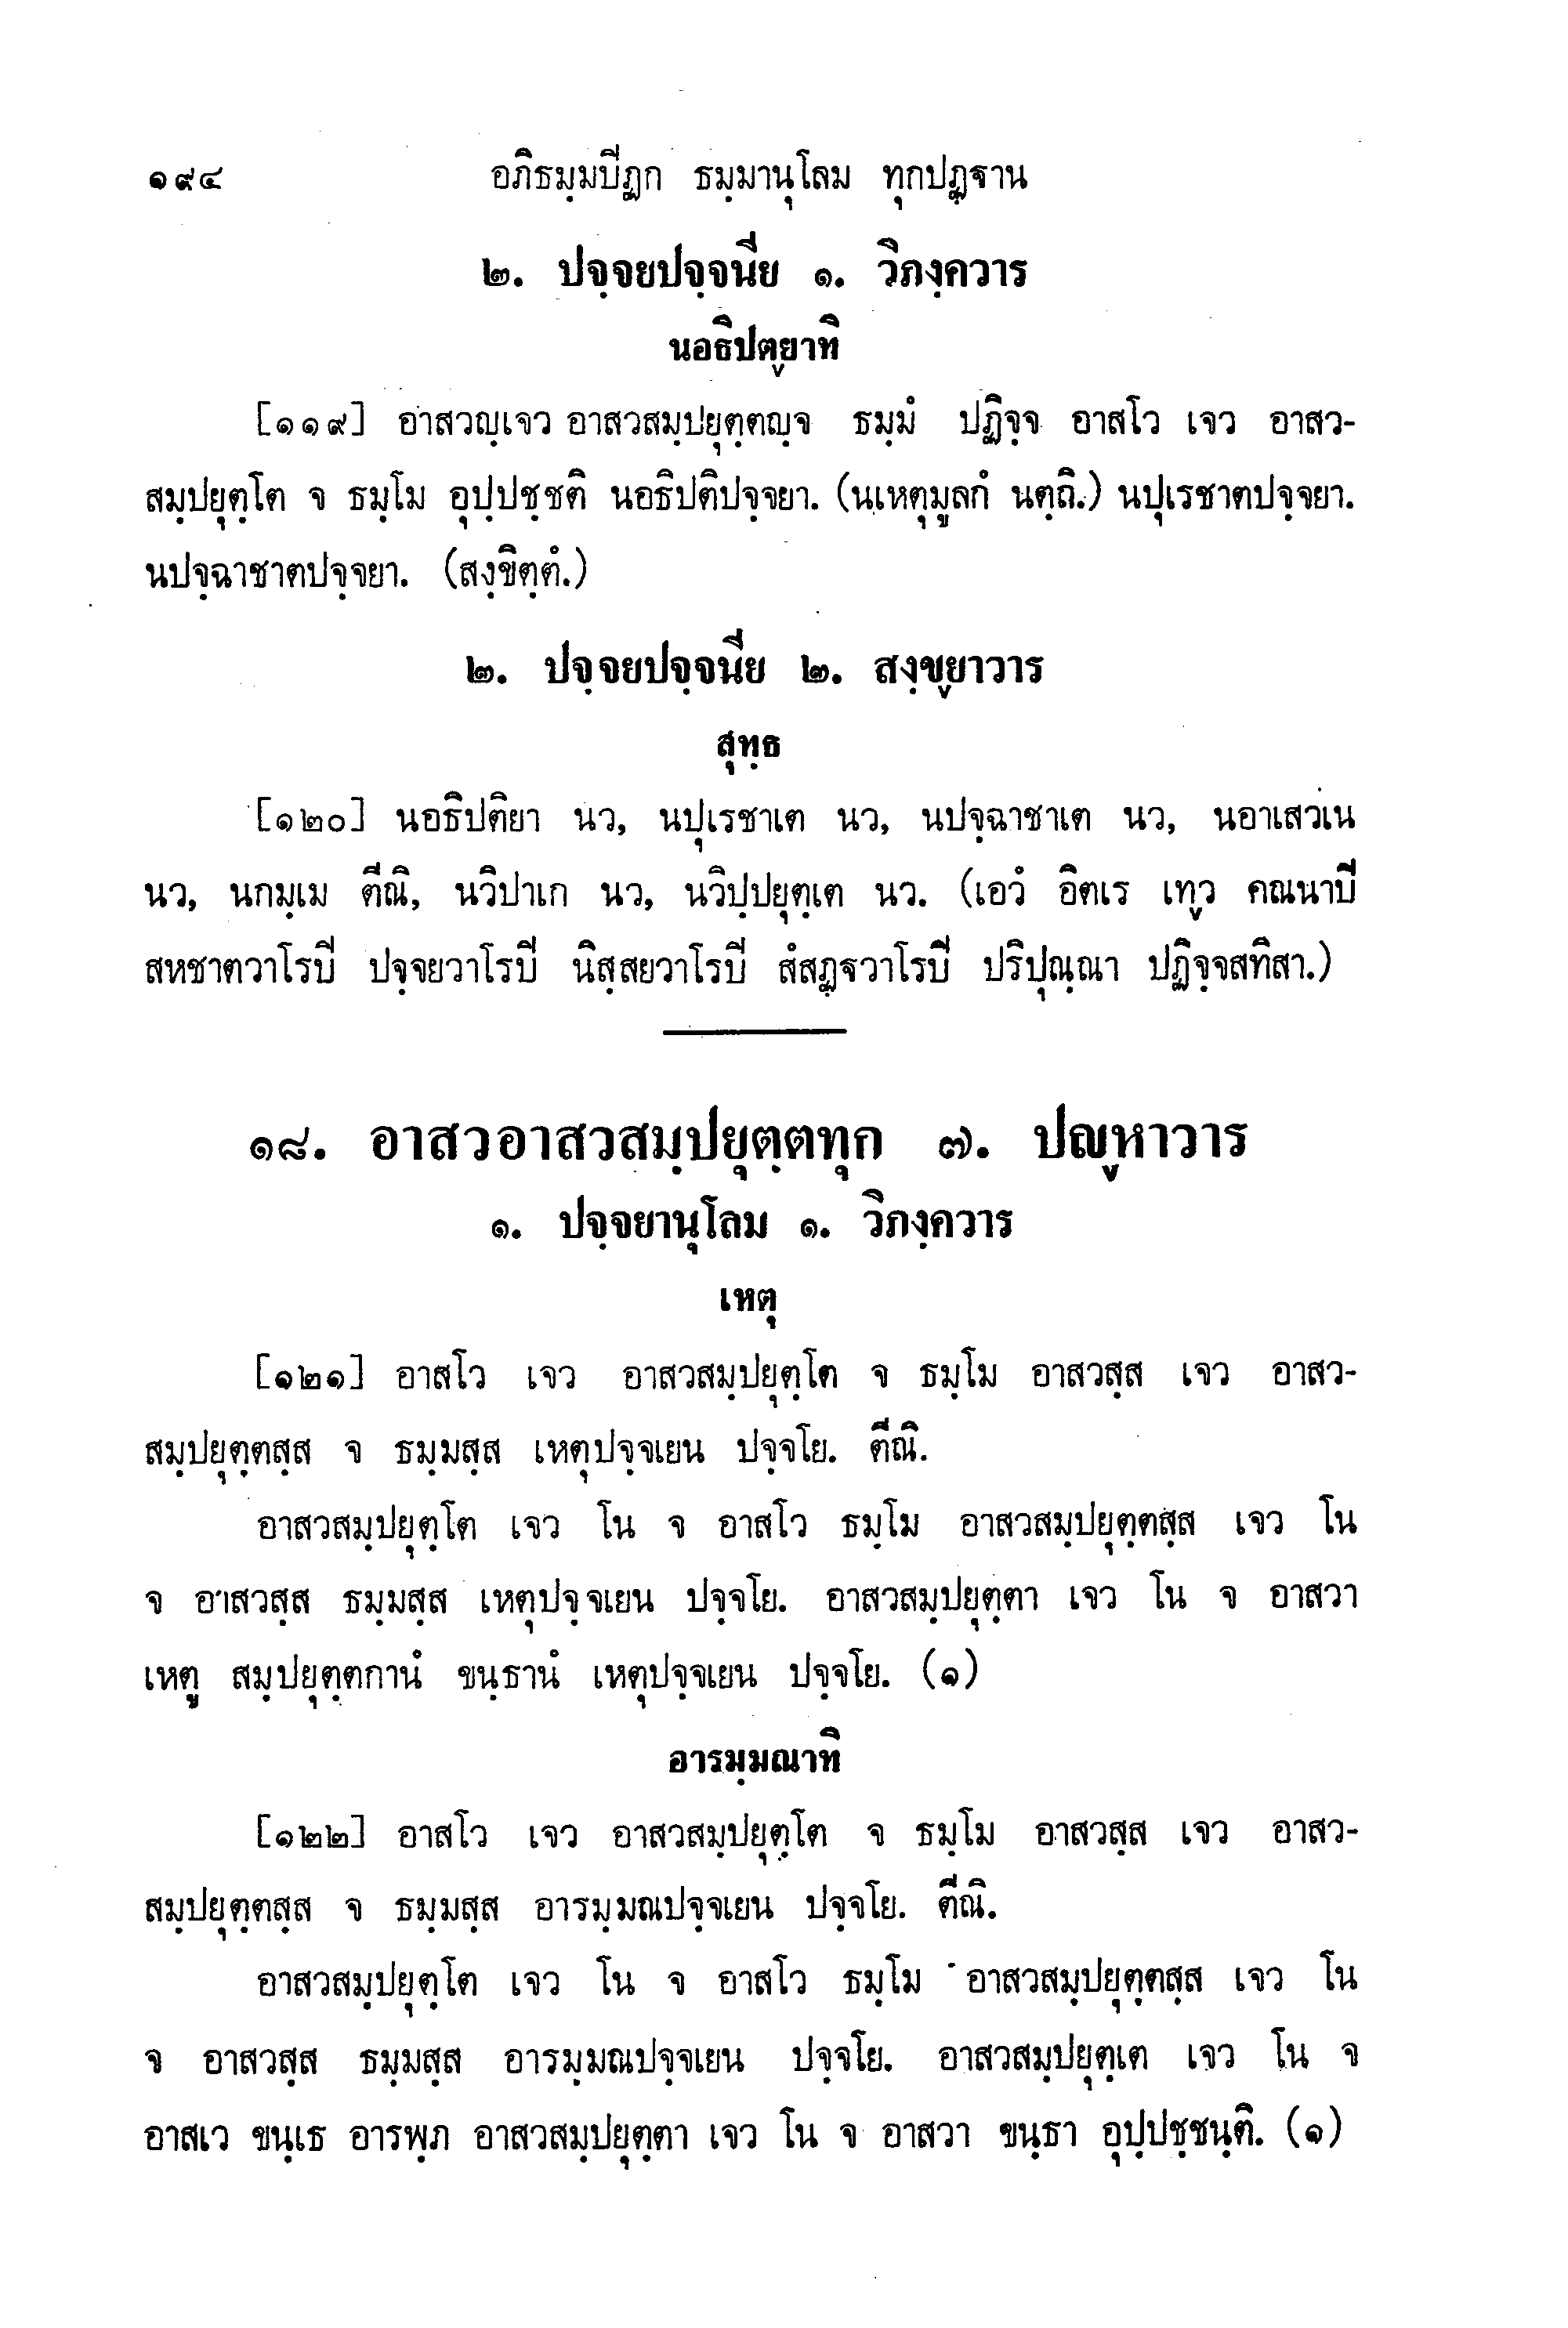 ๑๙๔ อภิธมฺมปิฏก ธมฺมานุโลม ทุกปฏฺฐาน
๒. ปจฺจยปจฺจนีย ๑. วิภงฺควาร
นอธิปตฺยาทิ
[๑๑๙] อาสวญฺเจว อาสวสมฺปยุตฺตญฺจ ธมฺมํ ปฏิจฺจ อาสโว เจว อาสว-
สมฺปยุตฺโต จ ธมฺโม อุปฺปชฺชติ นอธิปติปจฺจยา. (นเหตุมูลกํ นตฺถิ.) นปุเรชาตปจฺจยา.
นปจฺฉาชาตปจฺจยา. (สงฺขิตฺตํ.)
๒. ปจฺจยปจฺจนีย ๒. สงฺขฺยาวาร
สุทฺธ
[๑๒๐] นอธิปติยา นว, นปุเรชาเต นว, นปจฺฉาชาเต นว, นอาเสวเน
นว, นกมฺเม ตีณิ, นวิปาเก นว, นวิปฺปยุตฺเต นว. (เอวํ อิตเร เทฺว คณนาปิ
สหชาตวาโรปิ ปจฺจยวาโรปิ นิสฺสยวาโรปิ สํสฏฺฐวาโรปิ ปริปุณฺณา ปฏิจฺจสทิสา.)
๑๘. อาสวอาสวสมฺปยุตฺตทุก ๗. ปญฺหาวาร
๑. ปจฺจยานุโลม ๑. วิภงฺควาร
เหตุ
[๑๒๑] อาสโว เจว อาสวสมฺปยุตฺโต จ ธมฺโม อาสวสฺส เจว อาสว-
สมฺปยุตฺตสฺส จ ธมฺมสฺส เหตุปจฺจเยน ปจฺจโย. ตีณิ.
อาสวสมฺปยุตฺโต เจว โน จ อาสโว ธมฺโม อาสวสมฺปยุตฺตสฺส เจว โน
จ อาสวสฺส ธมฺมสฺส เหตุปจฺจเยน ปจฺจโย. อาสวสมฺปยุตฺตา เจว โน จ อาสวา
เหตู สมฺปยุตฺตกานํ ขนฺธานํ เหตุปจฺจเยน ปจฺจโย. (๑)
อารมฺมณาทิ
[๑๒๒] อาสโว เจว อาสวสมฺปยุตฺโต จ ธมฺโม อาสวสฺส เจว อาสว-
สมฺปยุตฺตสฺส จ ธมฺมสฺส อารมฺมณปจฺจเยน ปจฺจโย. ตีณิ.
อาสวสมฺปยุตฺโต เจว โน จ อาสโว ธมฺโม อาสวสมฺปยุตฺตสฺส เจว โน
จ อาสวสฺส ธมฺมสฺส อารมฺมณปจฺจเยน ปจฺจโย. อาสวสมฺปยุตฺเต เจว โน จ
อาสเว ขนฺเธ อารพฺภ อาสวสมฺปยุตฺตา เจว โน จ อาสวา ขนฺธา อุปฺปชฺชนฺติ. (๑)